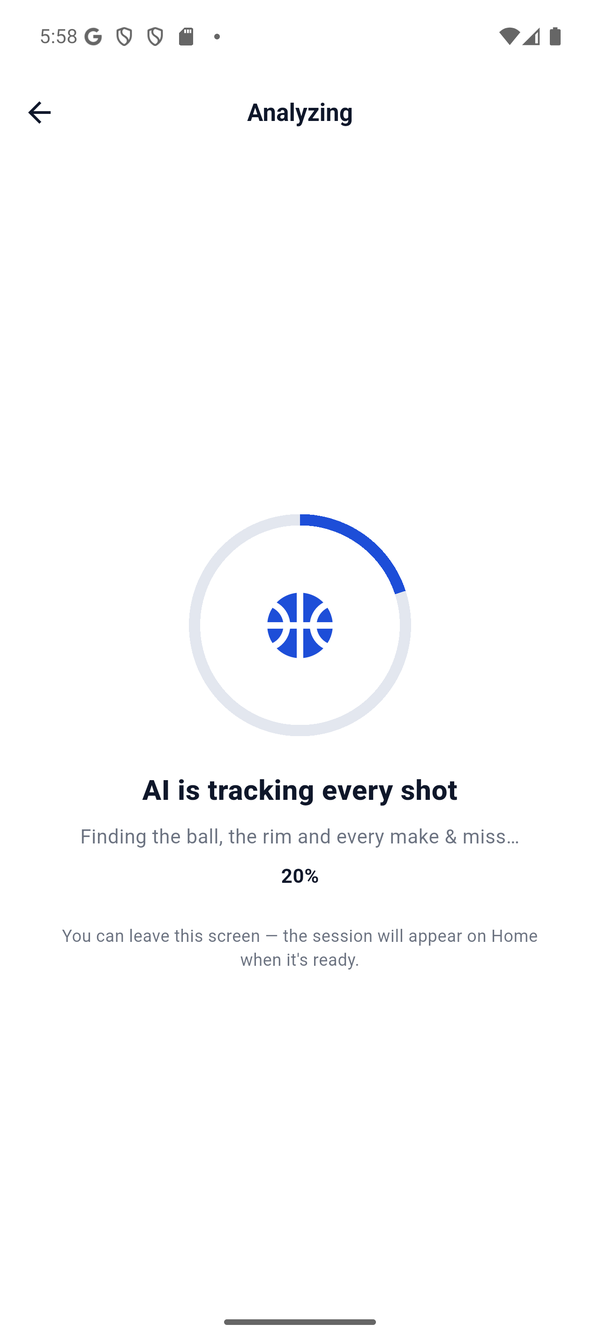 5:58
Analyzing
AI is tracking every shot
Finding the ball, the rim and every make & miss…
20%
You can leave this screen — the session will appear on Home
when it's ready.